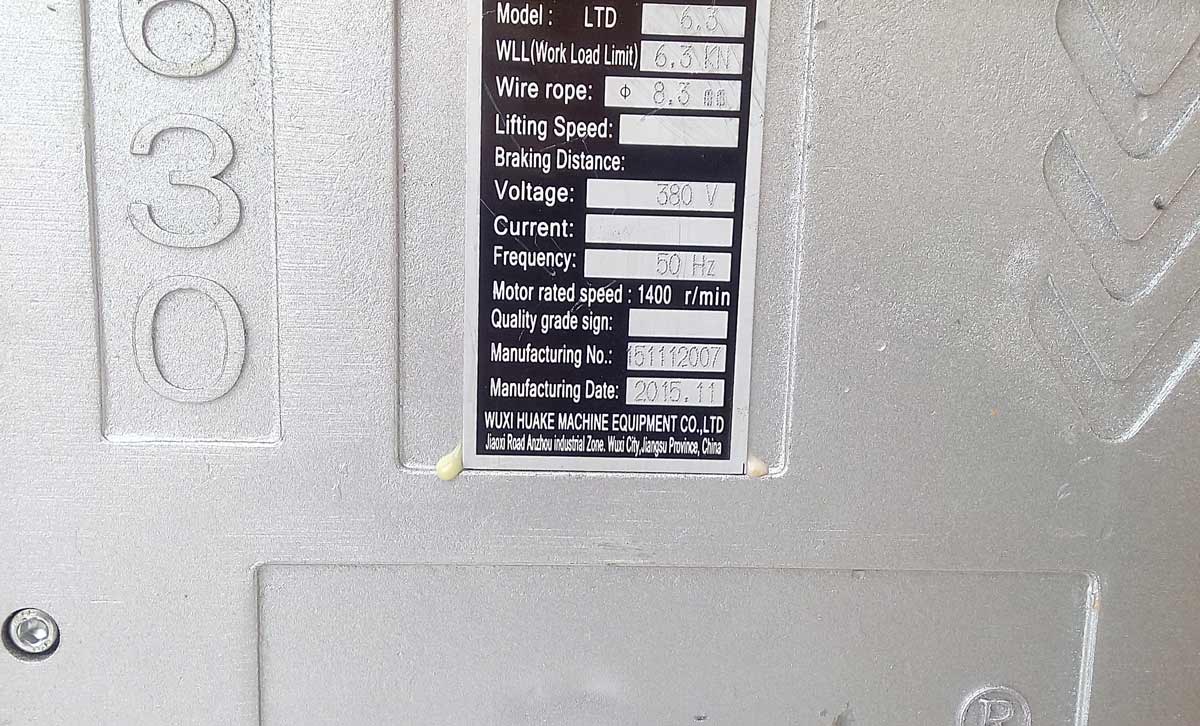 630
Model: LTD 6.3
WLL(Work Load Limit) 6.3 KN
Wire rope: ϕ 8.3 mm
Lifting Speed:
Braking Distance:
Voltage: 380 V
Current:
Frequency: 50 Hz
Motor rated speed : 1400 r/min
Quality grade sign:
Manufacturing No.: 151112007
Manufacturing Date: 2015.11
WUXI HUAKE MACHINE EQUIPMENT CO.,LTD
Jiaoxi Road Anzhou industrial Zone. Wuxi City,Jiangsu Province, China
R